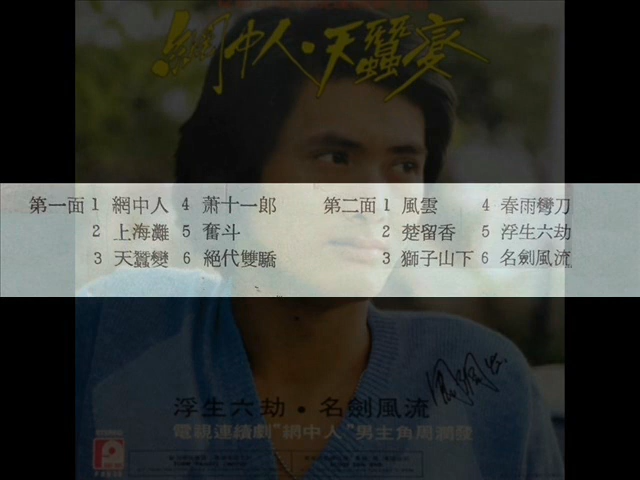 網中人·天蠶變
第一面 1 網中人 4 蕭十一郎 第二面 1 風雲 4 春雨彎刀
2 上海灘 5 奮斗 2 楚留香 5 浮生六劫
3 天蠶變 6 絕代雙驕 3 獅子山下 6 名劍風流
浮生六劫·名劍風流
電視連續劇"網中人"男主角周潤發